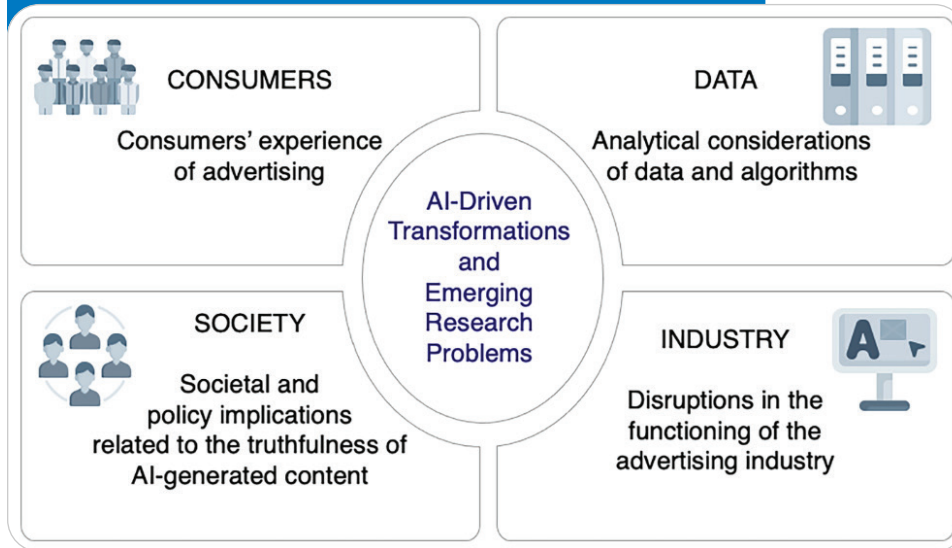 CONSUMERS
Consumers’ experience
of advertising
DATA
Analytical considerations
of data and algorithms
AI-Driven
Transformations
and
Emerging
Research
Problems
SOCIETY
Societal and
policy implications
related to the truthfulness of
AI-generated content
INDUSTRY
A
Disruptions in the
functioning of the
advertising industry